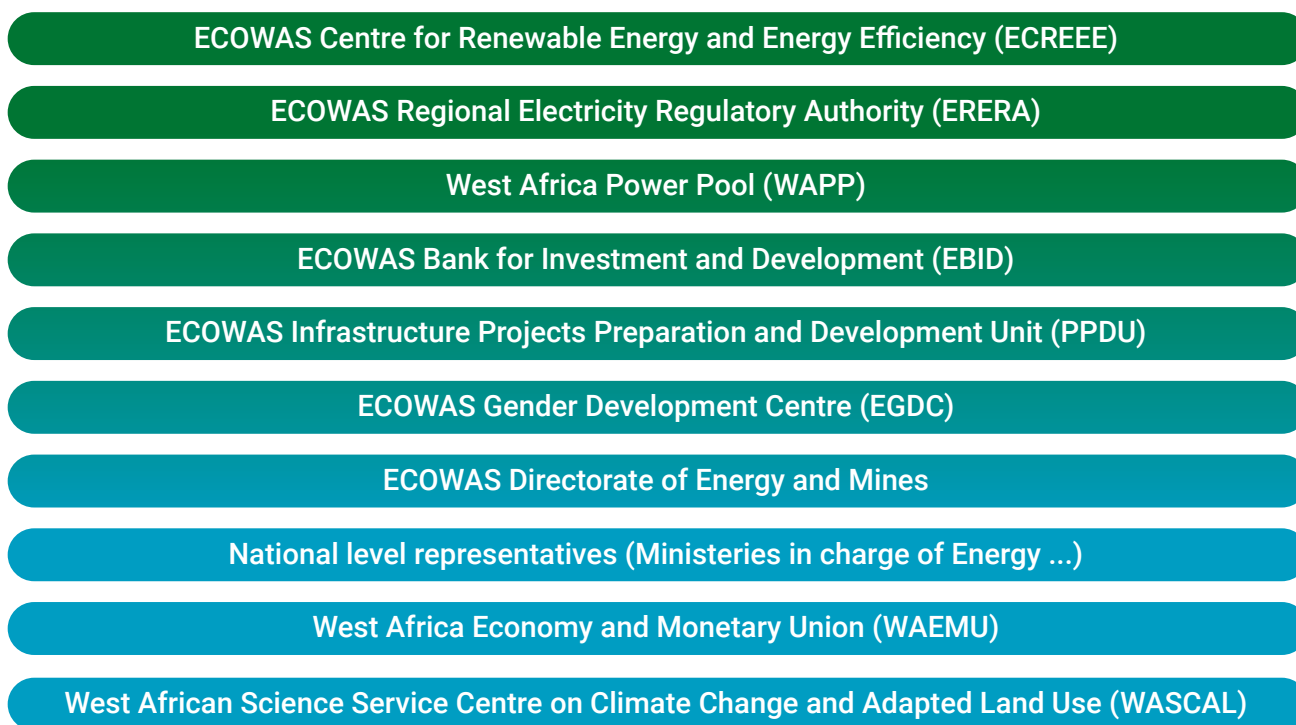 ECOWAS Centre for Renewable Energy and Energy Efficiency (ECREEE)
ECOWAS Regional Electricity Regulatory Authority (ERERA)
West Africa Power Pool (WAPP)
ECOWAS Bank for Investment and Development (EBID)
ECOWAS Infrastructure Projects Preparation and Development Unit (PPDU)
ECOWAS Gender Development Centre (EGDC)
ECOWAS Directorate of Energy and Mines
National level representatives (Ministeries in charge of Energy ...)
West Africa Economy and Monetary Union (WAEMU)
West African Science Service Centre on Climate Change and Adapted Land Use (WASCAL)